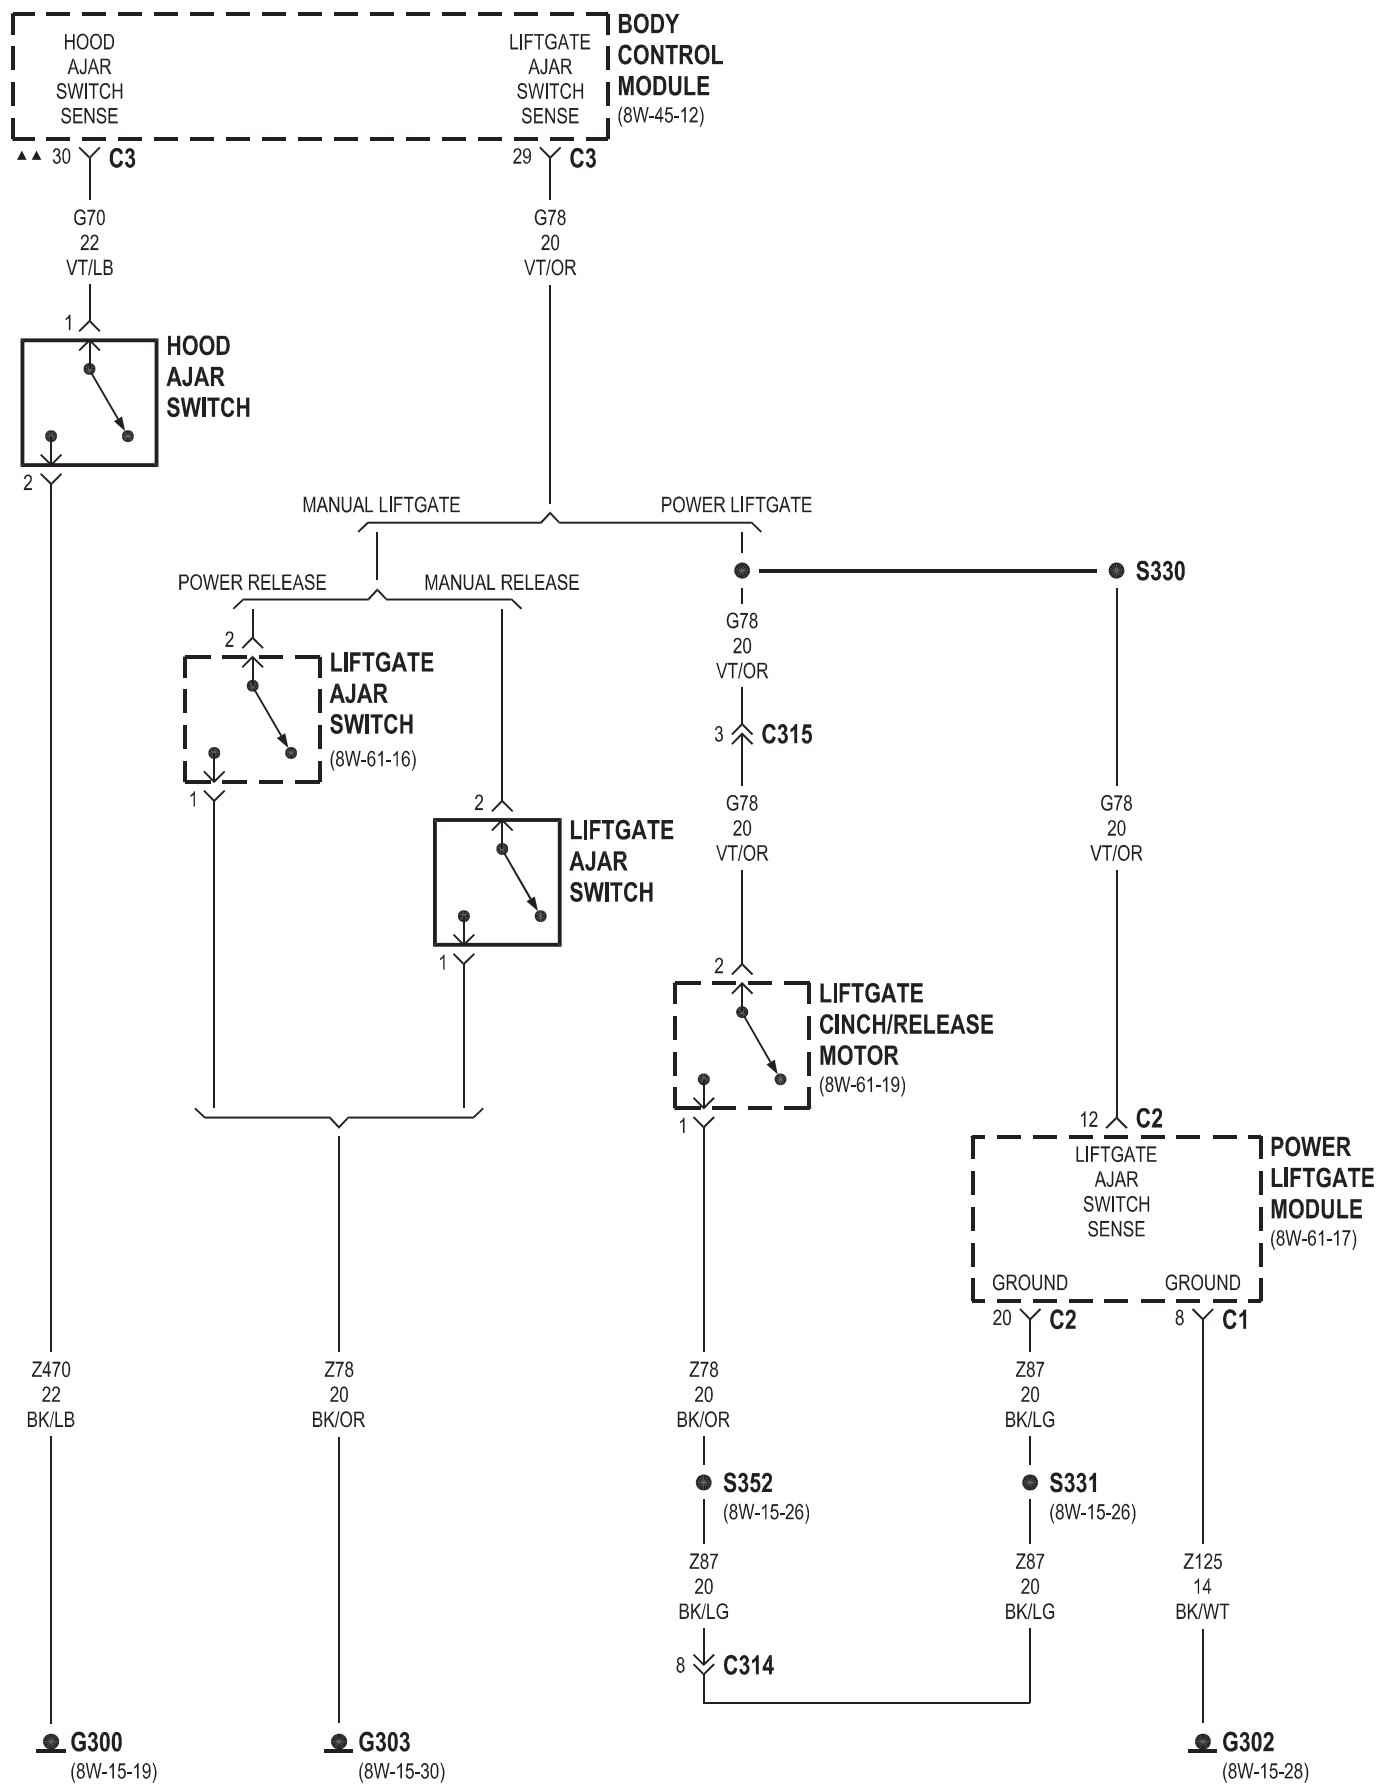 HOOD
AJAR
SWITCH
SENSE
LIFTGATE
AJAR
SWITCH
SENSE
BODY
CONTROL
MODULE
(8W-45-12)
▲▲ 30 C3
29 C3
G70
22
VT/LB
G78
20
VT/OR
1
HOOD
AJAR
SWITCH
2
MANUAL LIFTGATE
POWER LIFTGATE
POWER RELEASE
MANUAL RELEASE
S330
2
LIFTGATE
AJAR
SWITCH
(8W-61-16)
1
G78
20
VT/OR
3 C315
2
LIFTGATE
AJAR
SWITCH
1
G78
20
VT/OR
G78
20
VT/OR
2
LIFTGATE
CINCH/RELEASE
MOTOR
(8W-61-19)
1
12 C2
LIFTGATE
AJAR
SWITCH
SENSE
POWER
LIFTGATE
MODULE
(8W-61-17)
GROUND
GROUND
20 C2
8 C1
Z470
22
BK/LB
Z78
20
BK/OR
Z78
20
BK/OR
Z87
20
BK/LG
S352
(8W-15-26)
S331
(8W-15-26)
Z87
20
BK/LG
Z87
20
BK/LG
Z125
14
BK/WT
8 C314
G300
(8W-15-19)
G303
(8W-15-30)
G302
(8W-15-28)